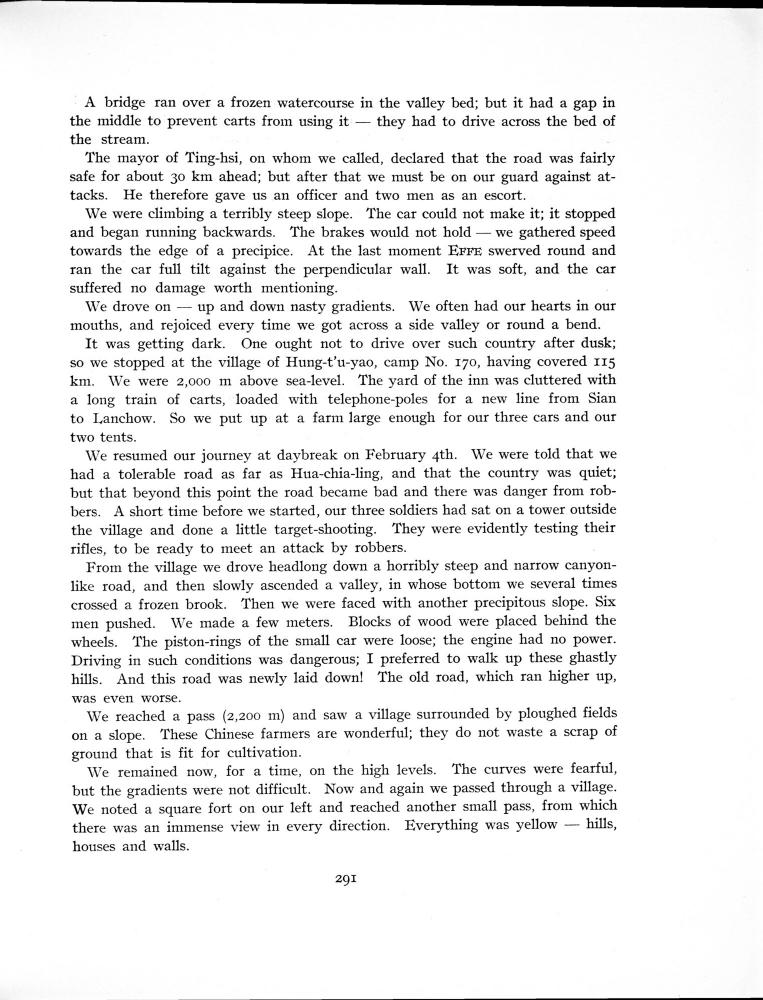 A bridge ran over a frozen watercourse in the valley bed; but it had a gap in
the middle to prevent carts from using it — they had to drive across the bed of
the stream.
The mayor of Ting-hsi, on whom we called, declared that the road was fairly
safe for about 30 km ahead; but after that we must be on our guard against at-
tacks. He therefore gave us an officer and two men as an escort.
We were climbing a terribly steep slope. The car could not make it; it stopped
and began running backwards. The brakes would not hold — we gathered speed
towards the edge of a precipice. At the last moment EFFE swerved round and
ran the car full tilt against the perpendicular wall. It was soft, and the car
suffered no damage worth mentioning.
We drove on — up and down nasty gradients. We often had our hearts in our
mouths, and rejoiced every time we got across a side valley or round a bend.
It was getting dark. One ought not to drive over such country after dusk;
so we stopped at the village of Hung-t'u-yao, camp No. 170, having covered 115
km. We were 2,000 m above sea-level. The yard of the inn was cluttered with
a long train of carts, loaded with telephone-poles for a new line from Sian
to Lanchow. So we put up at a farm large enough for our three cars and our
two tents.
We resumed our journey at daybreak on February 4th. We were told that we
had a tolerable road as far as Hua-chia-ling, and that the country was quiet;
but that beyond this point the road became bad and there was danger from rob-
bers. A short time before we started, our three soldiers had sat on a tower outside
the village and done a little target-shooting. They were evidently testing their
rifles, to be ready to meet an attack by robbers.
From the village we drove headlong down a horribly steep and narrow canyon-
like road, and then slowly ascended a valley, in whose bottom we several times
crossed a frozen brook. Then we were faced with another precipitous slope. Six
men pushed. We made a few meters. Blocks of wood were placed behind the
wheels. The piston-rings of the small car were loose; the engine had no power.
Driving in such conditions was dangerous; I preferred to walk up these ghastly
hills. And this road was newly laid down! The old road, which ran higher up,
was even worse.
We reached a pass (2,200 m) and saw a village surrounded by ploughed fields
on a slope. These Chinese farmers are wonderful; they do not waste a scrap of
ground that is fit for cultivation.
We remained now, for a time, on the high levels. The curves were fearful,
but the gradients were not difficult. Now and again we passed through a village.
We noted a square fort on our left and reached another small pass, from which
there was an immense view in every direction. Everything was yellow — hills,
houses and walls.
291